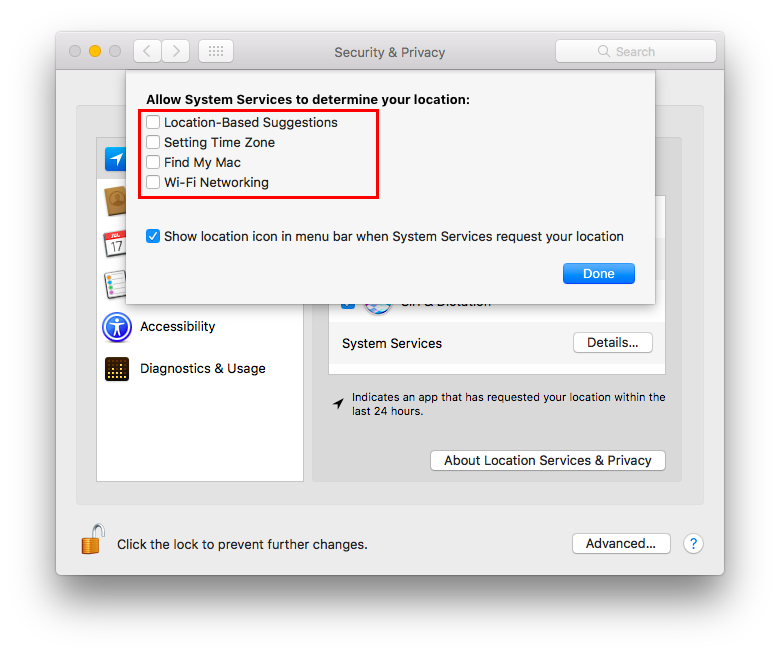 Security & Privacy
Search
Allow System Services to determine your location:
Location-Based Suggestions
Setting Time Zone
Find My Mac
Wi-Fi Networking
Show location icon in menu bar when System Services request your location
Done
JUL
17
Siri & Dictation
Accessibility
System Services
Details...
Diagnostics & Usage
Indicates an app that has requested your location within the
last 24 hours.
About Location Services & Privacy
Click the lock to prevent further changes.
Advanced...
?